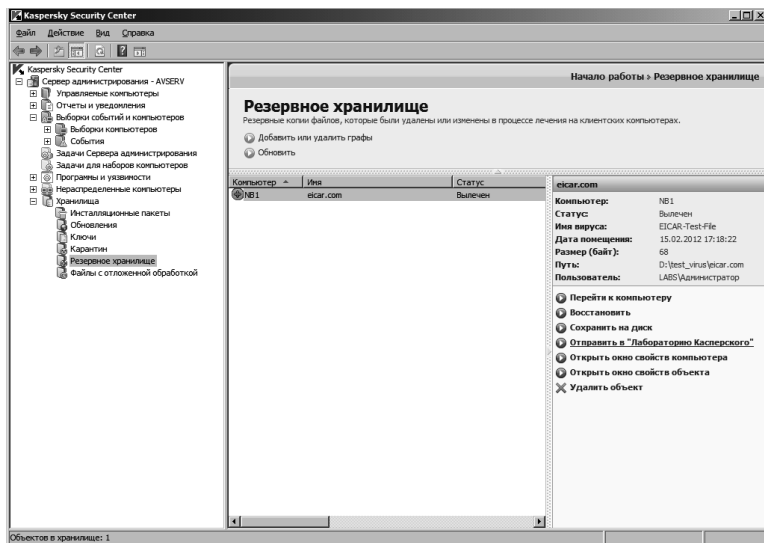 Kaspersky Security Center
Файл Действие Вид Справка
Kaspersky Security Center
Сервер администрирования - AVSERV
Управляемые компьютеры
Отчеты и уведомления
Выборки событий и компьютеров
Выборки компьютеров
События
Задачи Сервера администрирования
Задачи для наборов компьютеров
Программы и уязвимости
Нераспределенные компьютеры
Хранилища
Инсталляционные пакеты
Обновления
Ключи
Карантин
Резервное хранилище
Файлы с отложенной обработкой
Начало работы > Резервное хранилище
Резервное хранилище
Резервные копии файлов, которые были удалены или изменены в процессе лечения на клиентских компьютерах.
Добавить или удалить графы
Обновить
Компьютер Имя Статус
NB1 eicar.com Вылечен
eicar.com
Компьютер: NB1
Статус: Вылечен
Имя вируса: EICAR-Test-File
Дата помещения: 15.02.2012 17:18:22
Размер (байт): 68
Путь: D:\test_virus\eicar.com
Пользователь: LABS\Администратор
Перейти к компьютеру
Восстановить
Сохранить на диск
Отправить в "Лабораторию Касперского"
Открыть окно свойств компьютера
Открыть окно свойств объекта
Удалить объект
Объектов в хранилище: 1